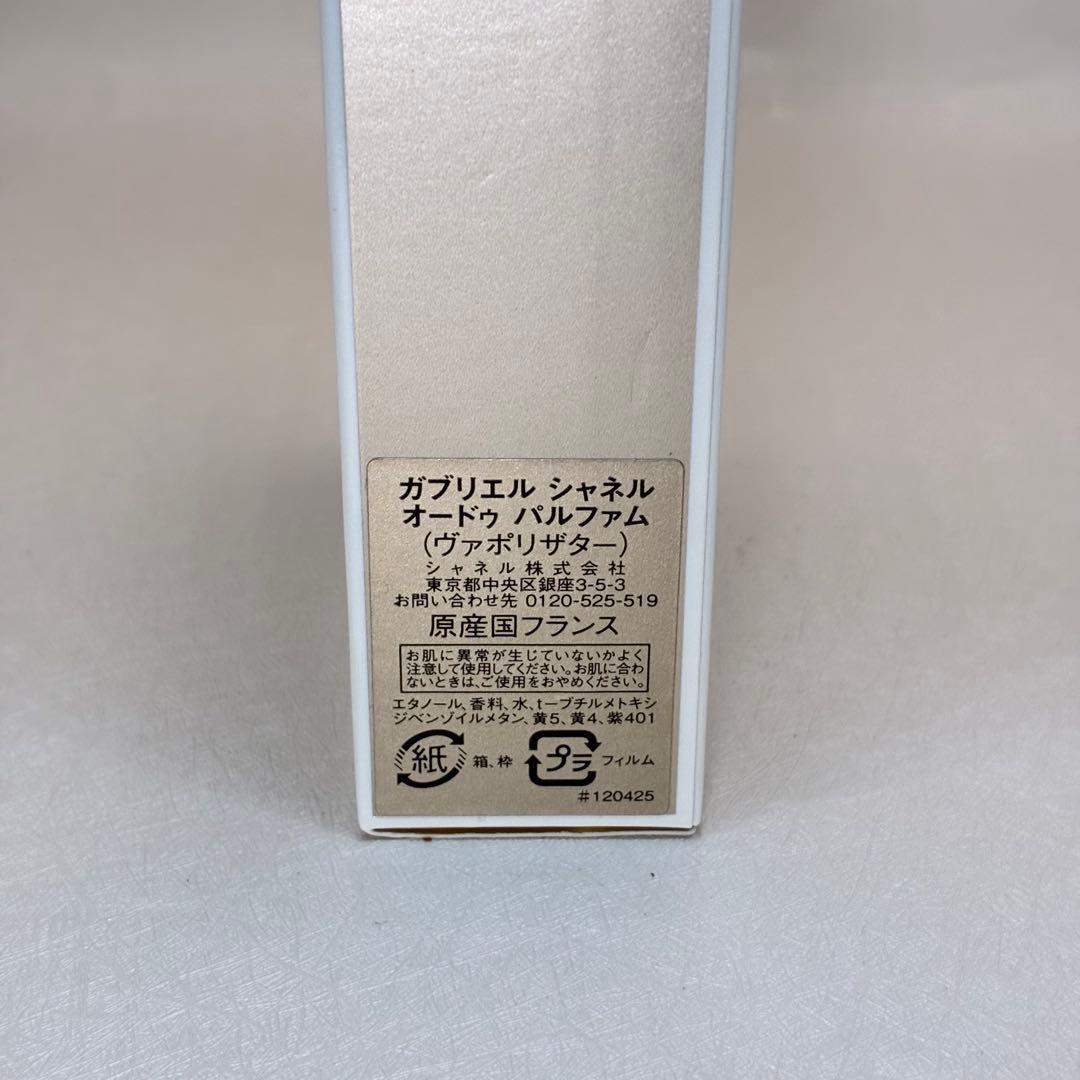 ガブリエル シャネル
オードゥ パルファム
(ヴァポリザター)
シャネル株式会社
東京都中央区銀座3-5-3
お問い合わせ先 0120-525-519
原産国フランス
お肌に異常が生じていないかよく
注意して使用してください。お肌に合わ
ないときは、ご使用をおやめください。
エタノール、香料、水、t-ブチルメトキシ
ジベンゾイルメタン、黄5、黄4、紫401
紙 箱、枠 プラ フィルム
#120425